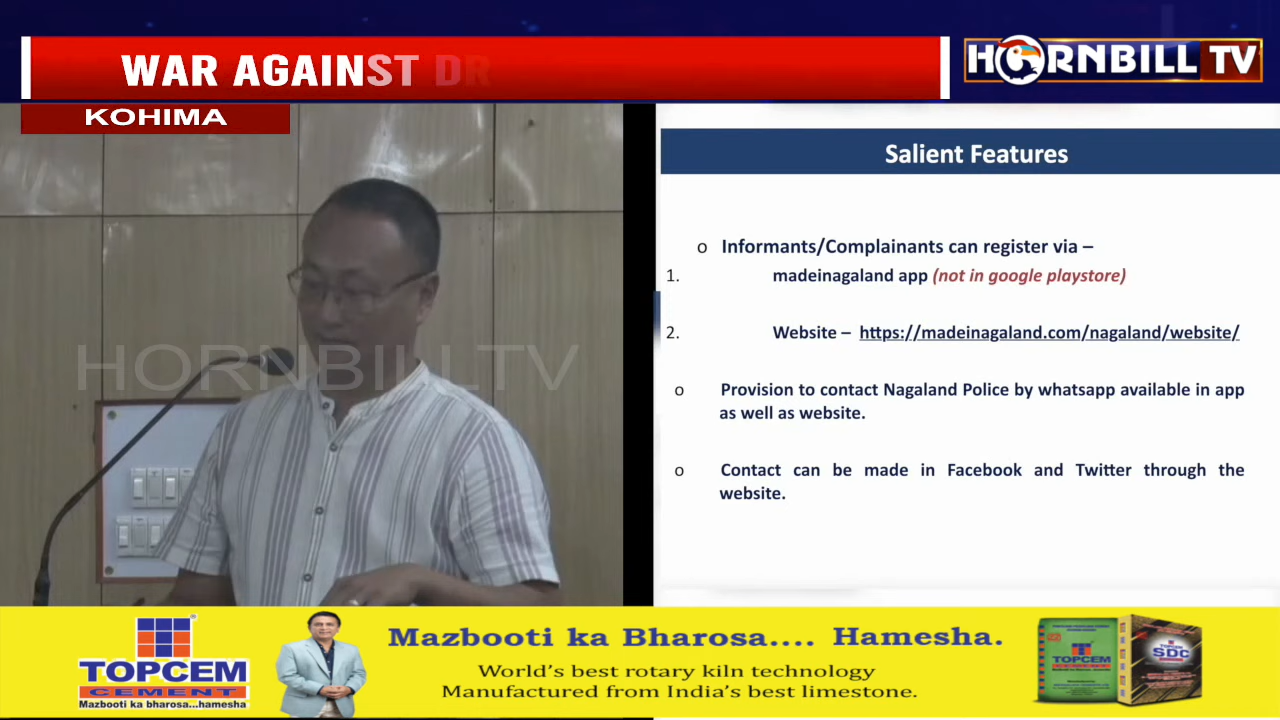 WAR AGAINST DR
HORNBILL TV
KOHIMA
HORNBILLTV
Salient Features
o Informants/Complainants can register via –
1. madeinagaland app (not in google playstore)
2. Website – https://madeinagaland.com/nagaland/website/
o Provision to contact Nagaland Police by whatsapp available in app
as well as website.
o Contact can be made in Facebook and Twitter through the
website.
TOPCEM
CEMENT
Mazbooti ka bharosa...hamesha
Mazbooti ka Bharosa.... Hamesha.
World's best rotary kiln technology
Manufactured from India's best limestone.
TOPCEM
SDC